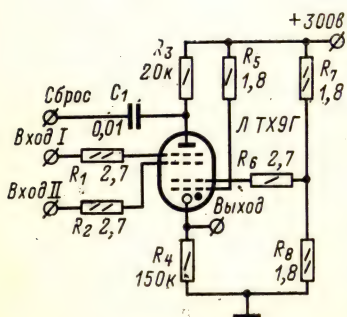 +300в
R₃
20к
R₅
1,8
R₇
1,8
Сброс
C₁
0,01
Вход I
R₁ 2,7
Л ТХ9Г
R₆ 2,7
Вход II
R₂ 2,7
Выход
R₄
150к
R₈
1,8